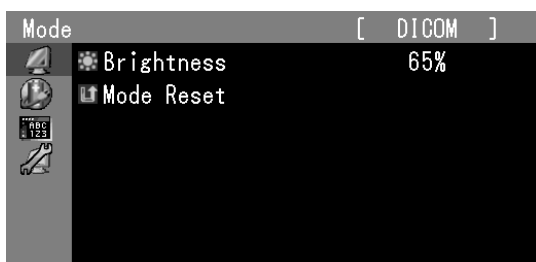 Mode [ DICOM ]
Brightness 65%
Mode Reset
ABC
123